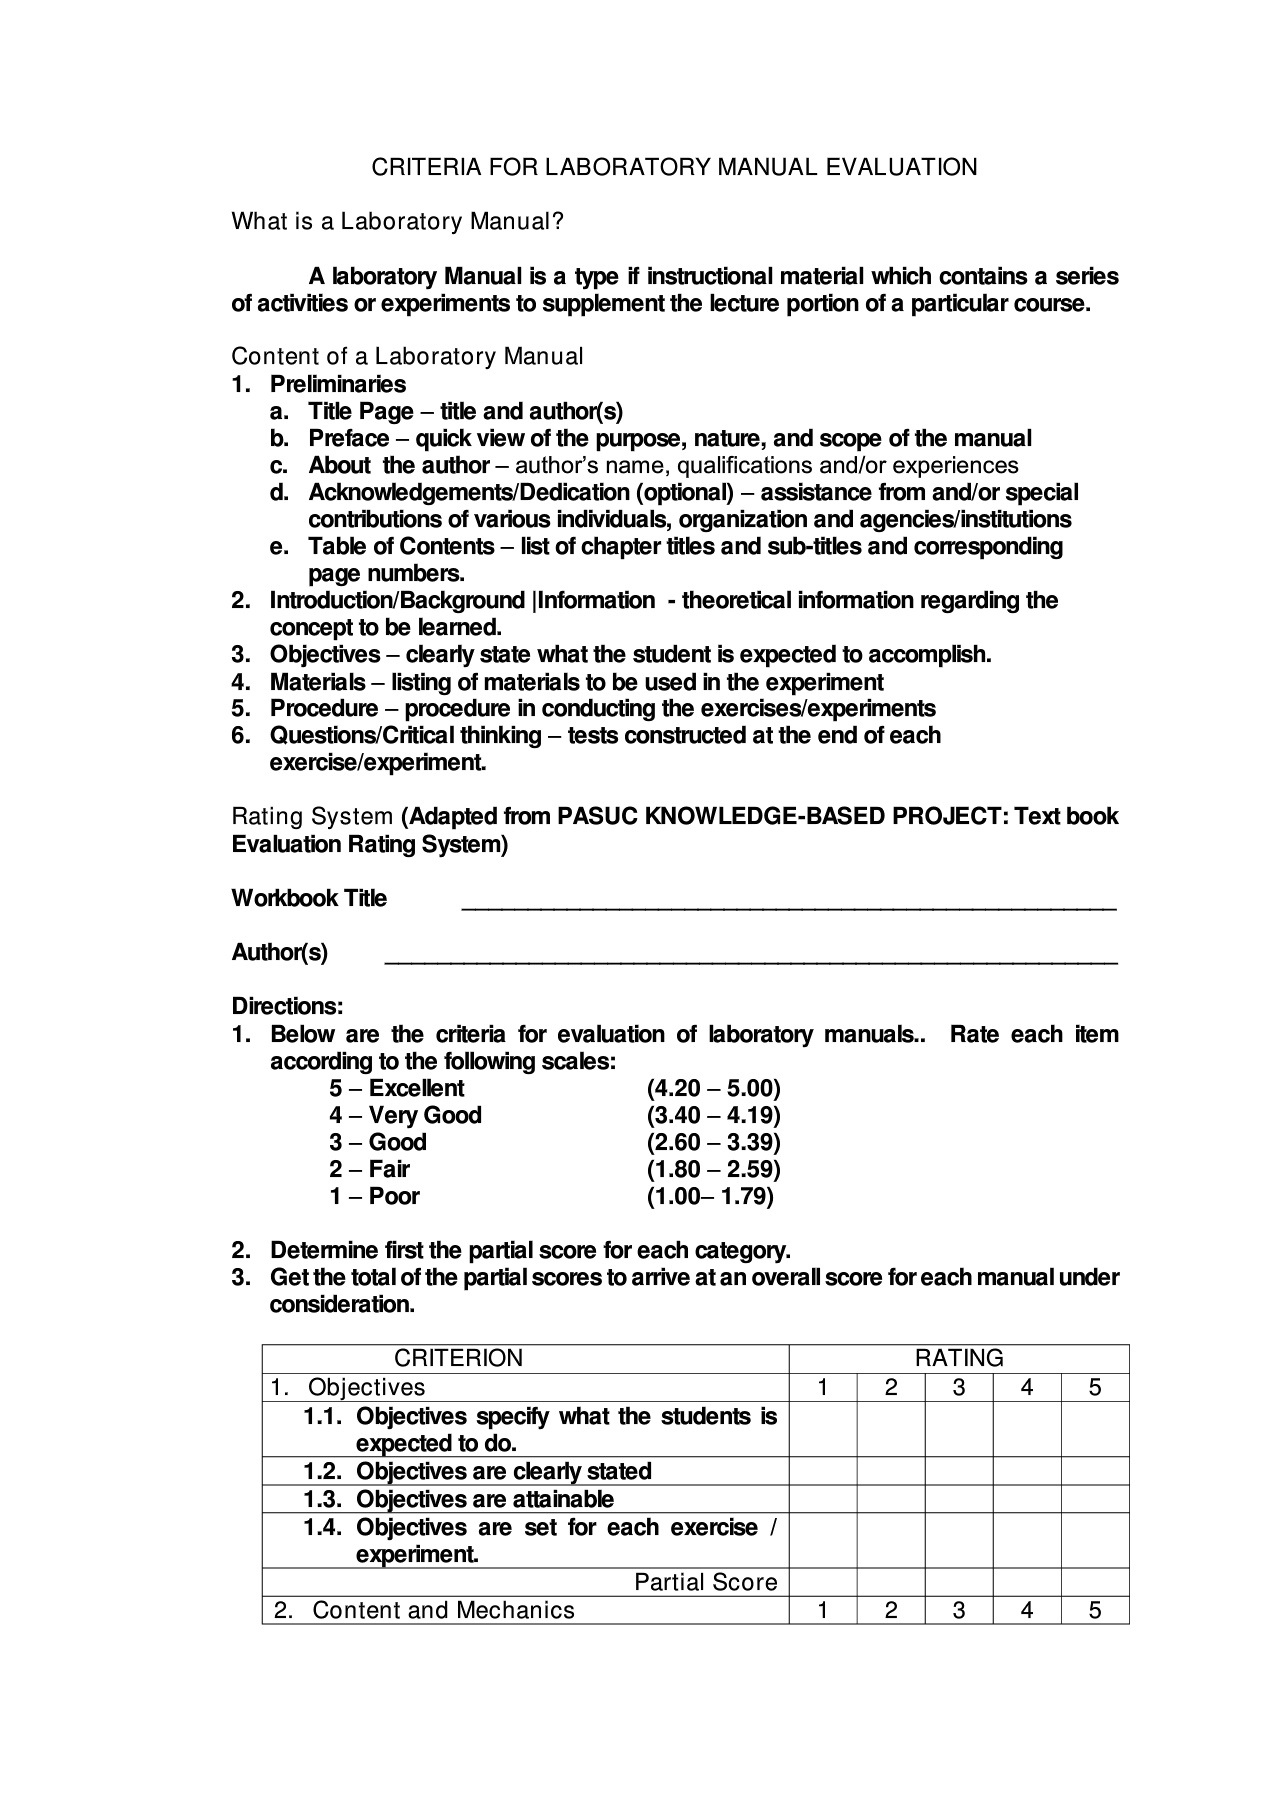 CRITERIA FOR LABORATORY MANUAL EVALUATION
What is a Laboratory Manual?
A laboratory Manual is a type if instructional material which contains a series
of activities or experiments to supplement the lecture portion of a particular course.
Content of a Laboratory Manual
1. Preliminaries
a. Title Page – title and author(s)
b. Preface – quick view of the purpose, nature, and scope of the manual
c. About the author – author’s name, qualifications and/or experiences
d. Acknowledgements/Dedication (optional) – assistance from and/or special
contributions of various individuals, organization and agencies/institutions
e. Table of Contents – list of chapter titles and sub-titles and corresponding
page numbers.
2. Introduction/Background |Information - theoretical information regarding the
concept to be learned.
3. Objectives – clearly state what the student is expected to accomplish.
4. Materials – listing of materials to be used in the experiment
5. Procedure – procedure in conducting the exercises/experiments
6. Questions/Critical thinking – tests constructed at the end of each
exercise/experiment.
Rating System (Adapted from PASUC KNOWLEDGE-BASED PROJECT: Text book
Evaluation Rating System)
Workbook Title ____________________________________________________
Author(s) __________________________________________________________
Directions:
1. Below are the criteria for evaluation of laboratory manuals.. Rate each item
according to the following scales:
5 – Excellent (4.20 – 5.00)
4 – Very Good (3.40 – 4.19)
3 – Good (2.60 – 3.39)
2 – Fair (1.80 – 2.59)
1 – Poor (1.00– 1.79)
2. Determine first the partial score for each category.
3. Get the total of the partial scores to arrive at an overall score for each manual under
consideration.
CRITERION RATING
1. Objectives 1 2 3 4 5
1.1. Objectives specify what the students is
expected to do.
1.2. Objectives are clearly stated
1.3. Objectives are attainable
1.4. Objectives are set for each exercise /
experiment.
Partial Score
2. Content and Mechanics 1 2 3 4 5